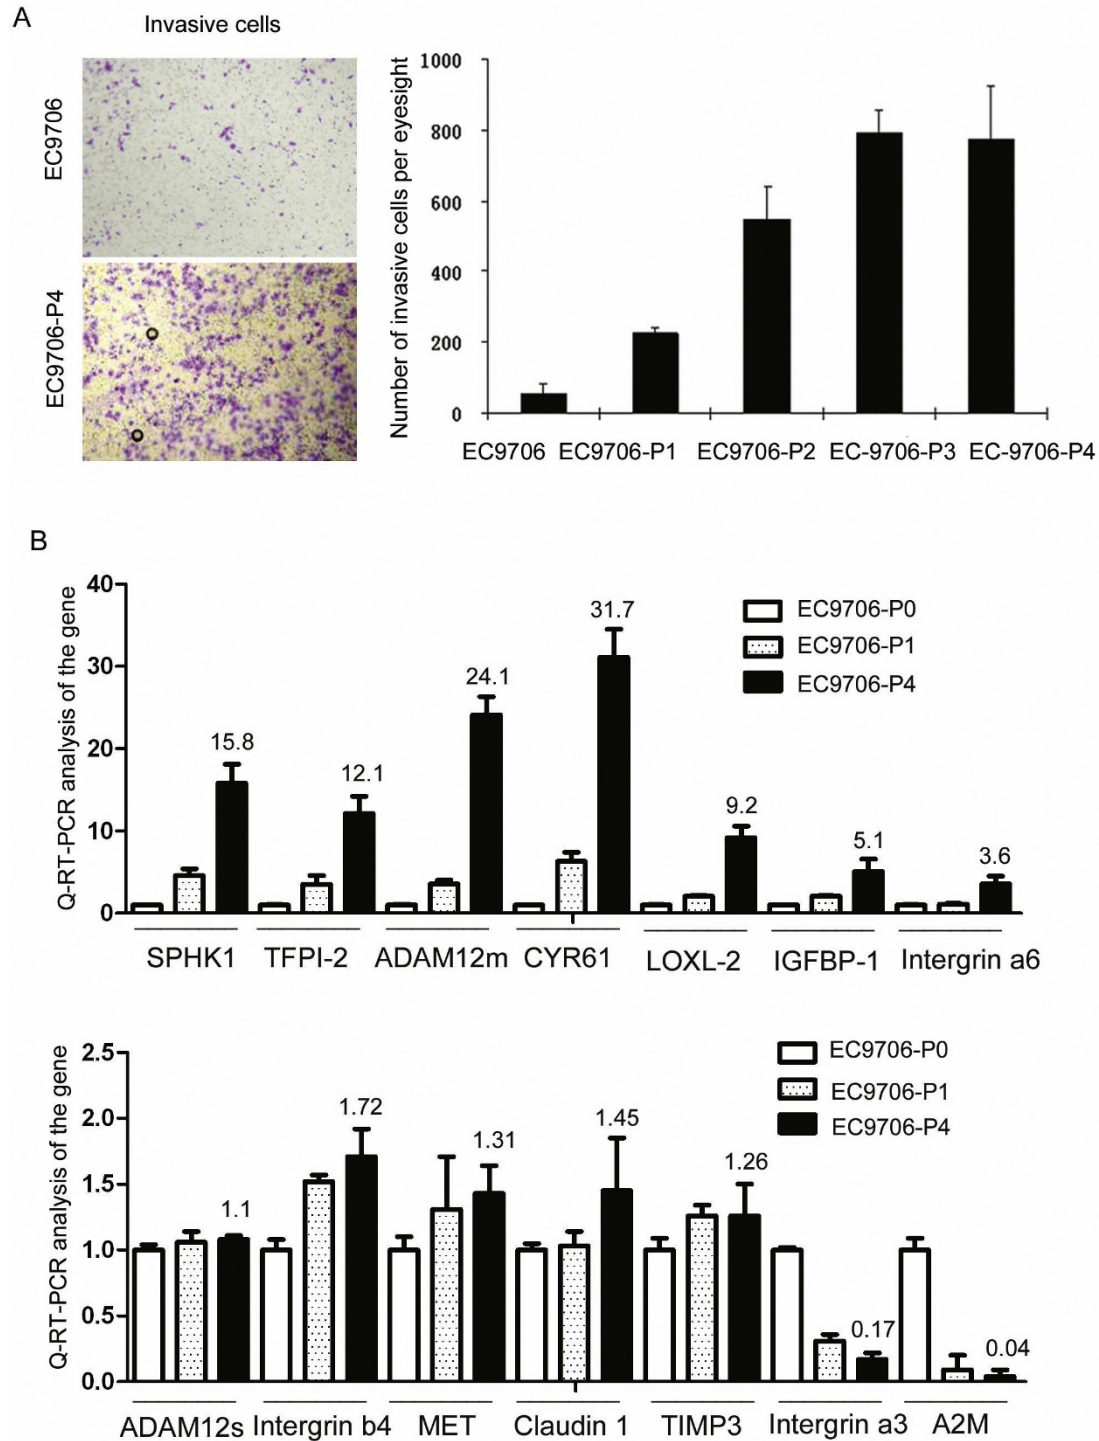 A
Invasive cells
EC9706
EC9706-P4
Number of invasive cells per eyesight
1000
800
600
400
200
0
EC9706 EC9706-P1 EC9706-P2 EC-9706-P3 EC-9706-P4
B
Q-RT-PCR analysis of the gene
40
30
20
10
0
15.8
12.1
24.1
31.7
9.2
5.1
3.6
EC9706-P0
EC9706-P1
EC9706-P4
SPHK1 TFPI-2 ADAM12m CYR61 LOXL-2 IGFBP-1 Intergrin a6
Q-RT-PCR analysis of the gene
2.5
2.0
1.5
1.0
0.5
0.0
1.1
1.72
1.31
1.45
1.26
0.17
0.04
EC9706-P0
EC9706-P1
EC9706-P4
ADAM12s Intergrin b4 MET Claudin 1 TIMP3 Intergrin a3 A2M